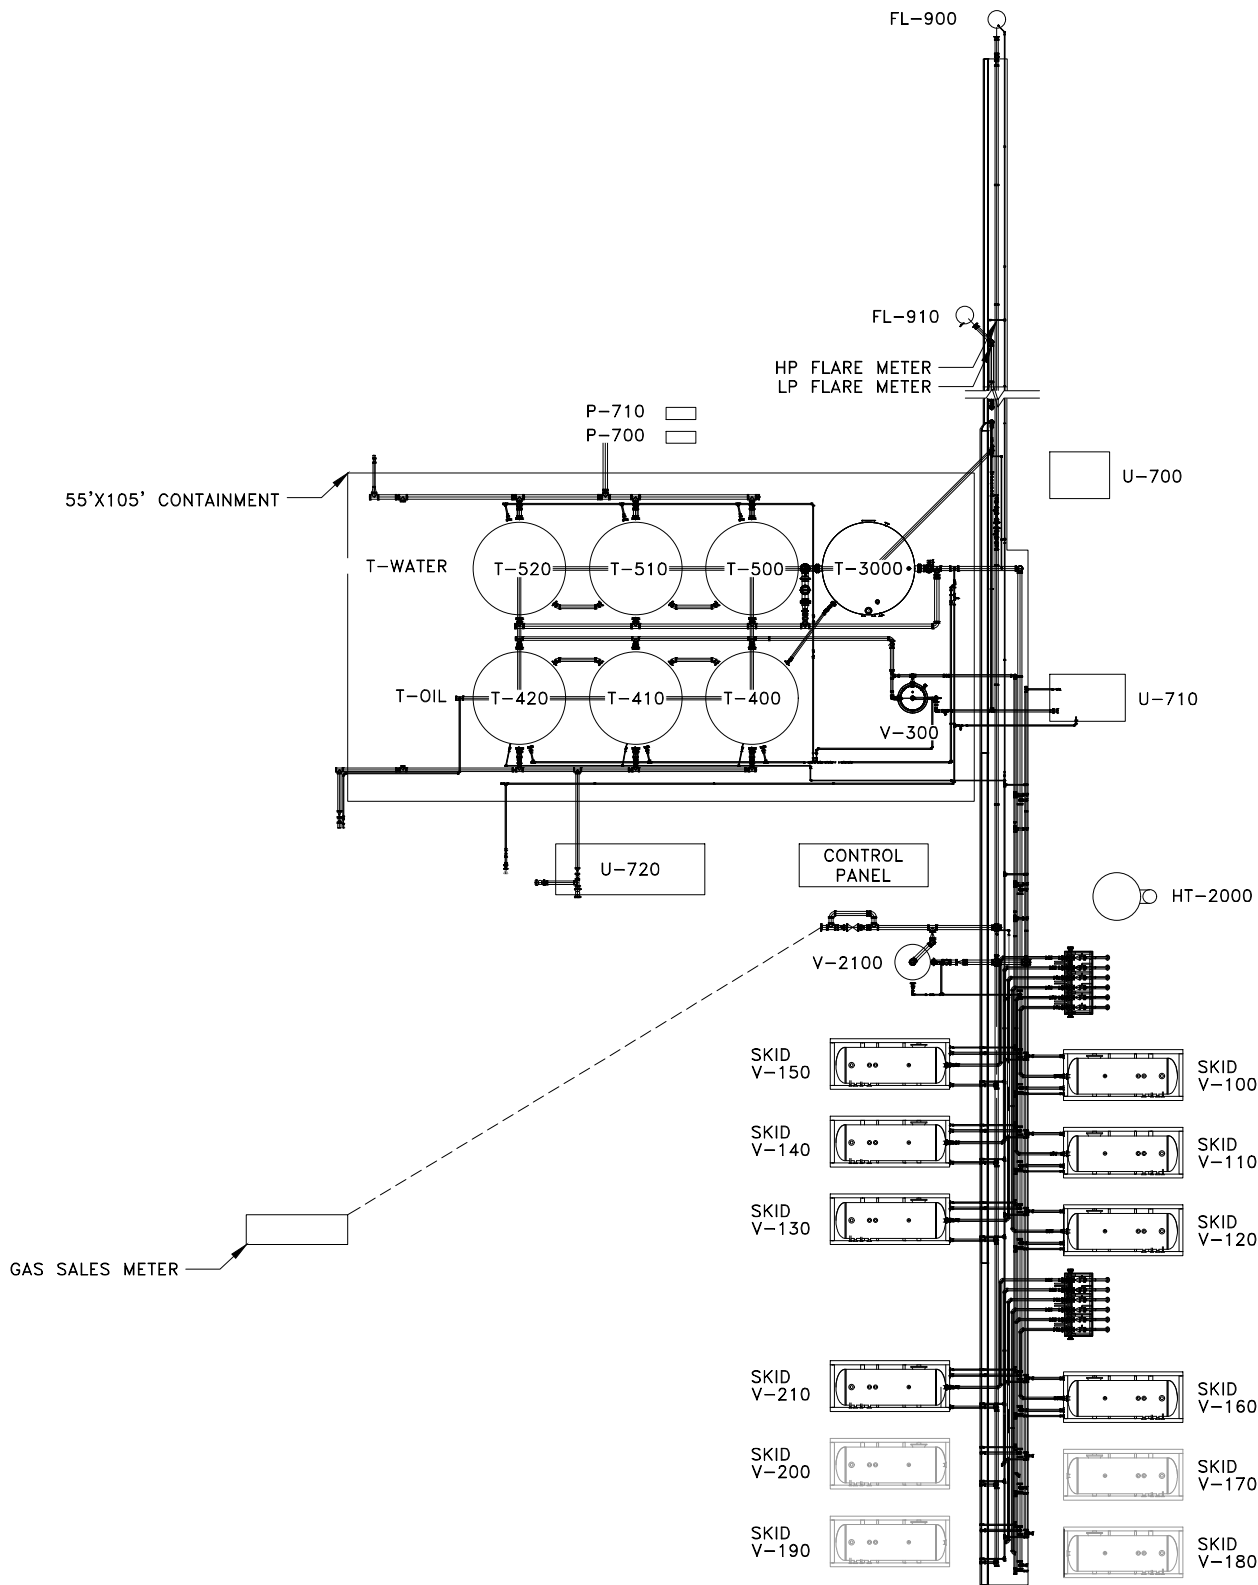 FL-900
FL-910
HP FLARE METER
LP FLARE METER
P-710
P-700
U-700
55'X105' CONTAINMENT
T-WATER
T-520
T-510
T-500
T-3000
T-OIL
T-420
T-410
T-400
V-300
U-710
U-720
CONTROL
PANEL
HT-2000
V-2100
SKID
V-150
SKID
V-100
SKID
V-140
SKID
V-110
SKID
V-130
SKID
V-120
GAS SALES METER
SKID
V-210
SKID
V-160
SKID
V-200
SKID
V-170
SKID
V-190
SKID
V-180